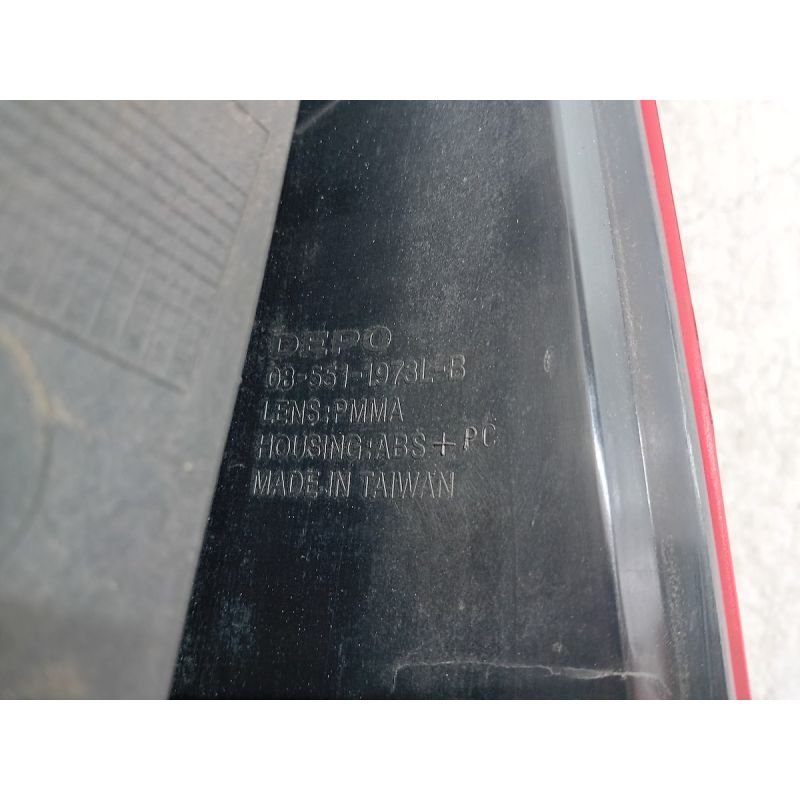 DEPO
08-551-1973L-B
LENS:PMMA
HOUSING:ABS+PC
MADE IN TAIWAN